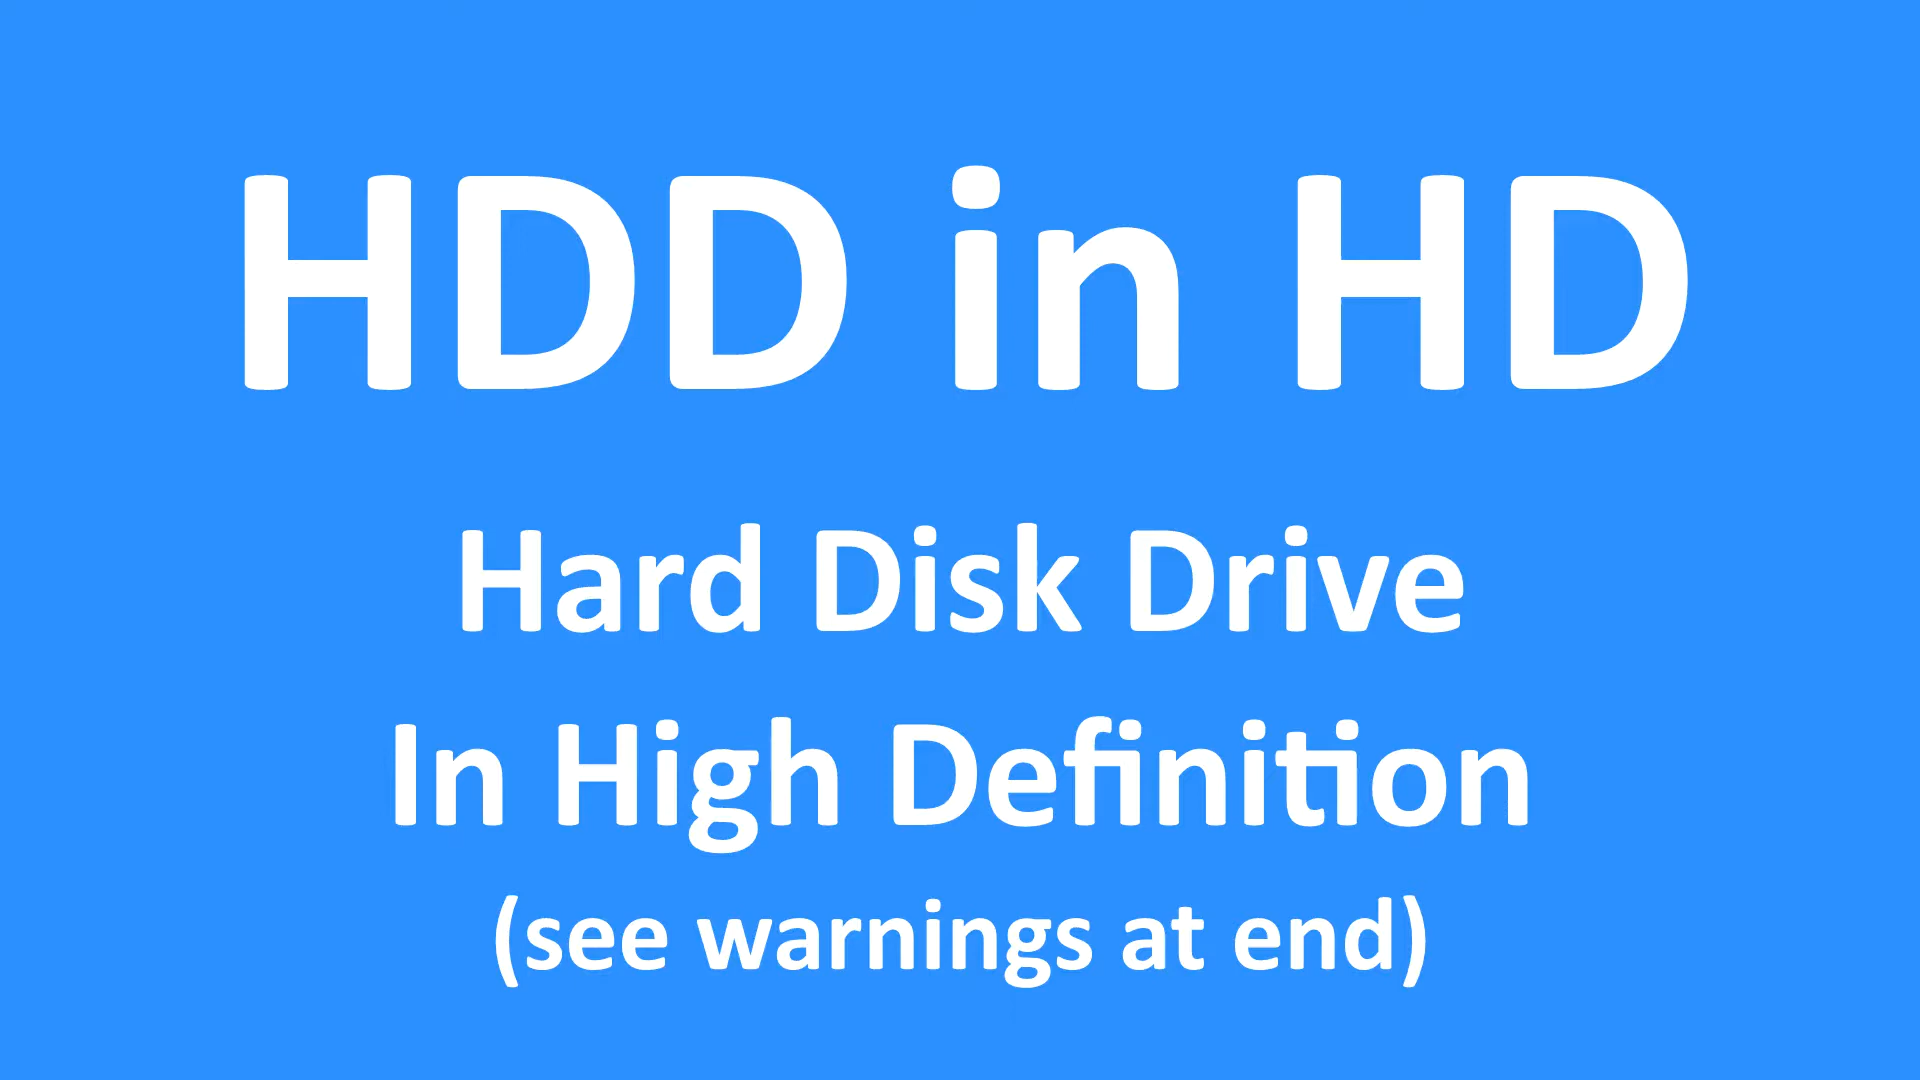 HDD in HD
Hard Disk Drive
In High Definition
(see warnings at end)